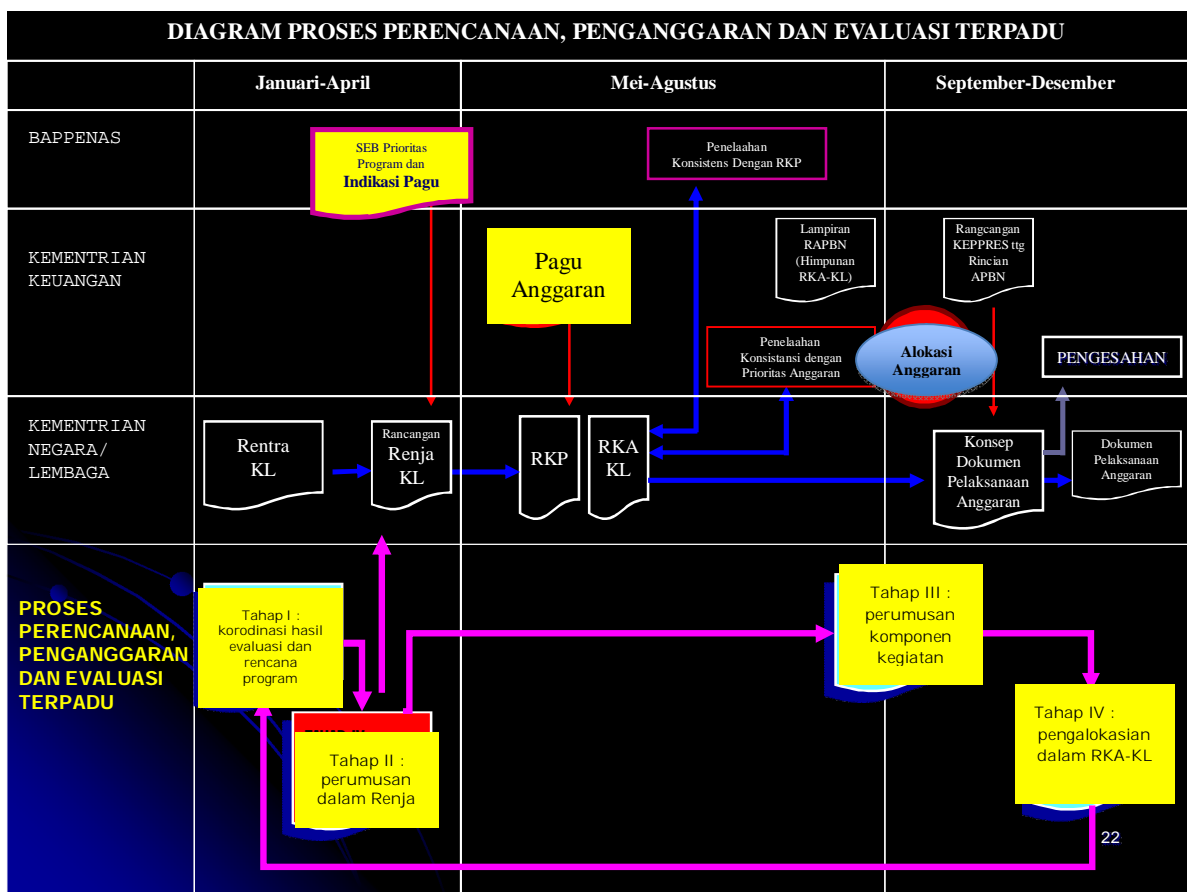 DIAGRAM PROSES PERENCANAAN, PENGANGGARAN DAN EVALUASI TERPADU
Januari-April
Mei-Agustus
September-Desember
BAPPENAS
SEB Prioritas
Program dan
Indikasi Pagu
Penelaahan
Konsistens Dengan RKP
KEMENTRIAN
KEUANGAN
Pagu
Anggaran
Lampiran
RAPBN
(Himpunan
RKA-KL)
Rangcangan
KEPPRES ttg
Rincian
APBN
Penelaahan
Konsistansi dengan
Prioritas Anggaran
Alokasi
Anggaran
PENGESAHAN
KEMENTRIAN
NEGARA/
LEMBAGA
Rentra
KL
Rancangan
Renja
KL
RKP
RKA
KL
Konsep
Dokumen
Pelaksanaan
Anggaran
Dokumen
Pelaksanaan
Anggaran
PROSES
PERENCANAAN,
PENGANGGARAN
DAN EVALUASI
TERPADU
Tahap I :
korodinasi hasil
evaluasi dan
rencana
program
Tahap II :
perumusan
dalam Renja
Tahap III :
perumusan
komponen
kegiatan
Tahap IV :
pengalokasian
dalam RKA-KL
22